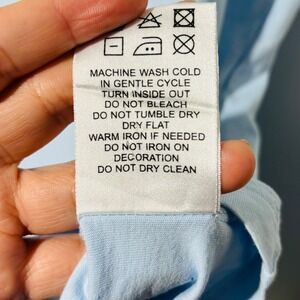 MACHINE WASH COLD
IN GENTLE CYCLE
TURN INSIDE OUT
DO NOT BLEACH
DO NOT TUMBLE DRY
DRY FLAT
WARM IRON IF NEEDED
DO NOT IRON ON
DECORATION
DO NOT DRY CLEAN